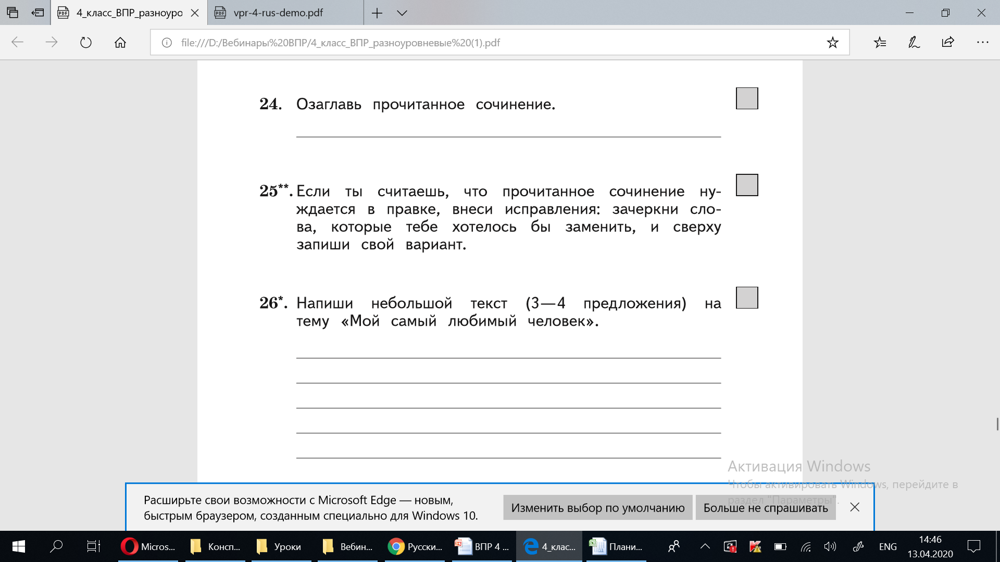 4_класс_ВПР_разноуро
vpr-4-rus-demo.pdf
file:///D:/Вебинары%20ВПР/4_класс_ВПР_разноуровневые%20(1).pdf
24. Озаглавь прочитанное сочинение.
25**. Если ты считаешь, что прочитанное сочинение ну-
ждается в правке, внеси исправления: зачеркни сло-
ва, которые тебе хотелось бы заменить, и сверху
запиши свой вариант.
26*. Напиши небольшой текст (3—4 предложения) на
тему «Мой самый любимый человек».
Активация Windows
Чтобы активировать Windows, перейдите в
раздел "Параметры".
Расширьте свои возможности с Microsoft Edge — новым,
быстрым браузером, созданным специально для Windows 10.
Изменить выбор по умолчанию
Больше не спрашивать
Micros...
Консп...
Уроки
Вебин...
Русски...
ВПР 4 ...
4_клас...
Плани...
ENG
14:46
13.04.2020